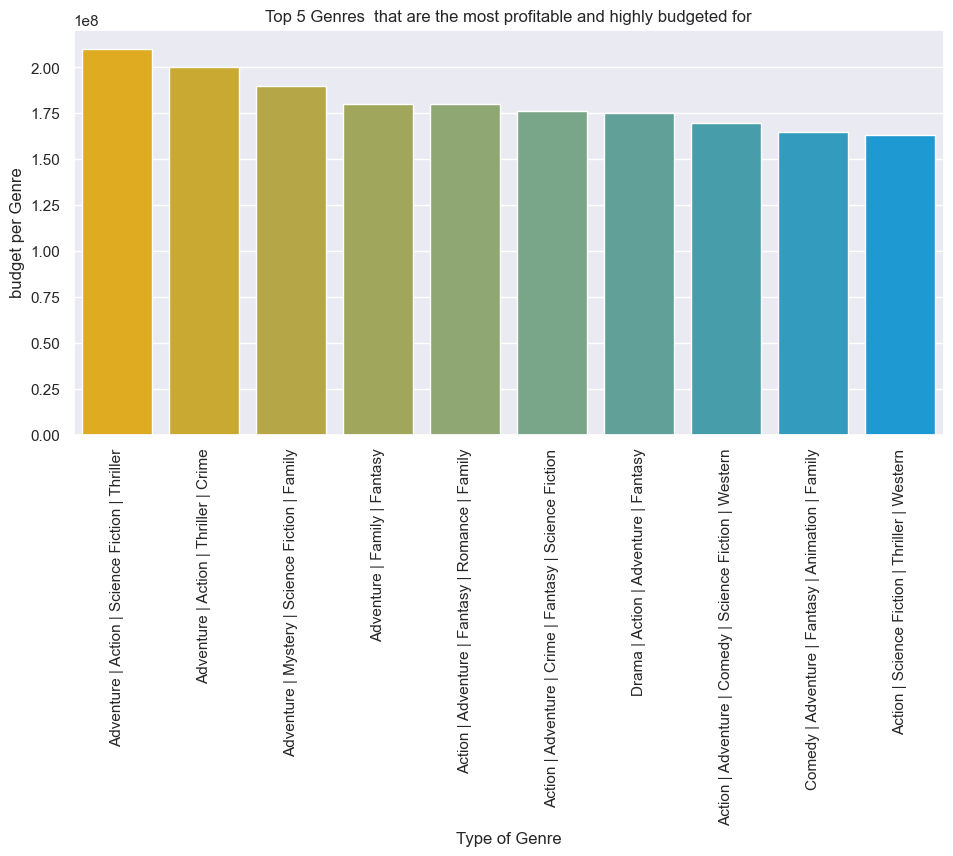 Top 5 Genres  that are the most profitable and highly budgeted for
1e8
2.00
1.75
1.50
1.25
1.00
0.75
0.50
0.25
0.00
budget per Genre
Adventure | Action | Science Fiction | Thriller
Adventure | Action | Thriller | Crime
Adventure | Mystery | Science Fiction | Family
Adventure | Family | Fantasy
Action | Adventure | Fantasy | Romance | Family
Action | Adventure | Crime | Fantasy | Science Fiction
Drama | Action | Adventure | Fantasy
Action | Adventure | Comedy | Science Fiction | Western
Comedy | Adventure | Fantasy | Animation | Family
Action | Science Fiction | Thriller | Western
Type of Genre